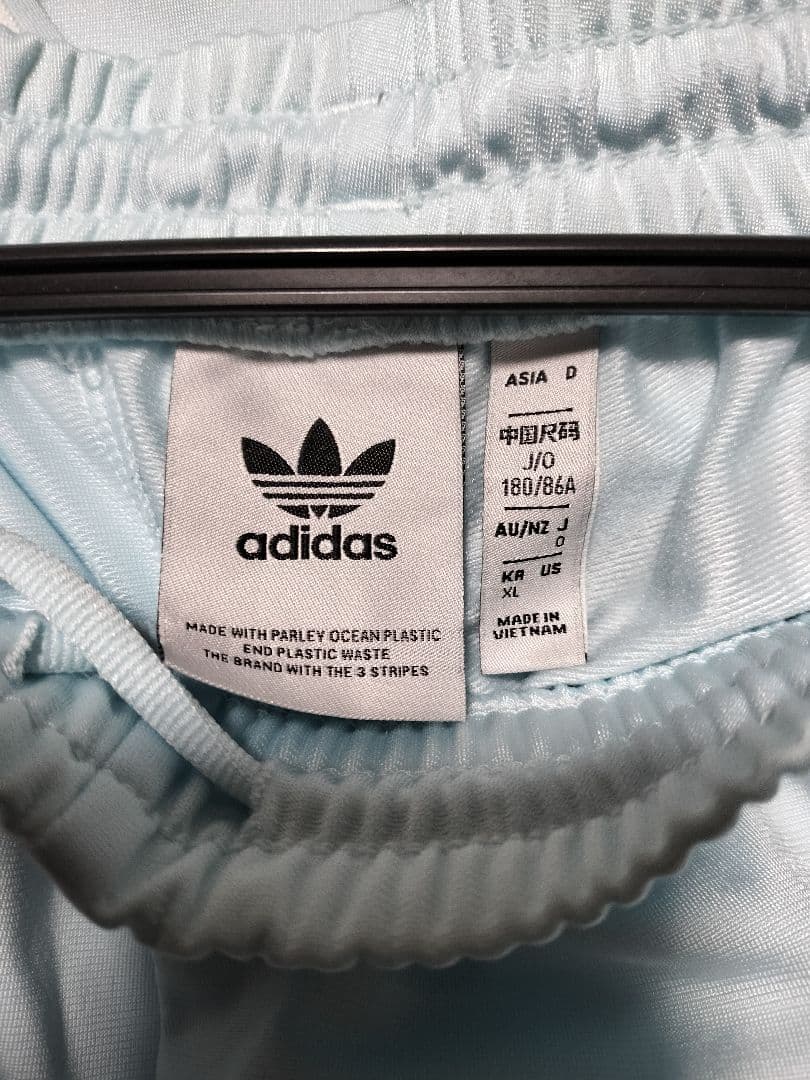 adidas
MADE WITH PARLEY OCEAN PLASTIC
END PLASTIC WASTE
THE BRAND WITH THE 3 STRIPES
ASIA D
中国尺码
J/O
180/86A
AU/NZ J
O
KR US
XL
MADE IN
VIETNAM